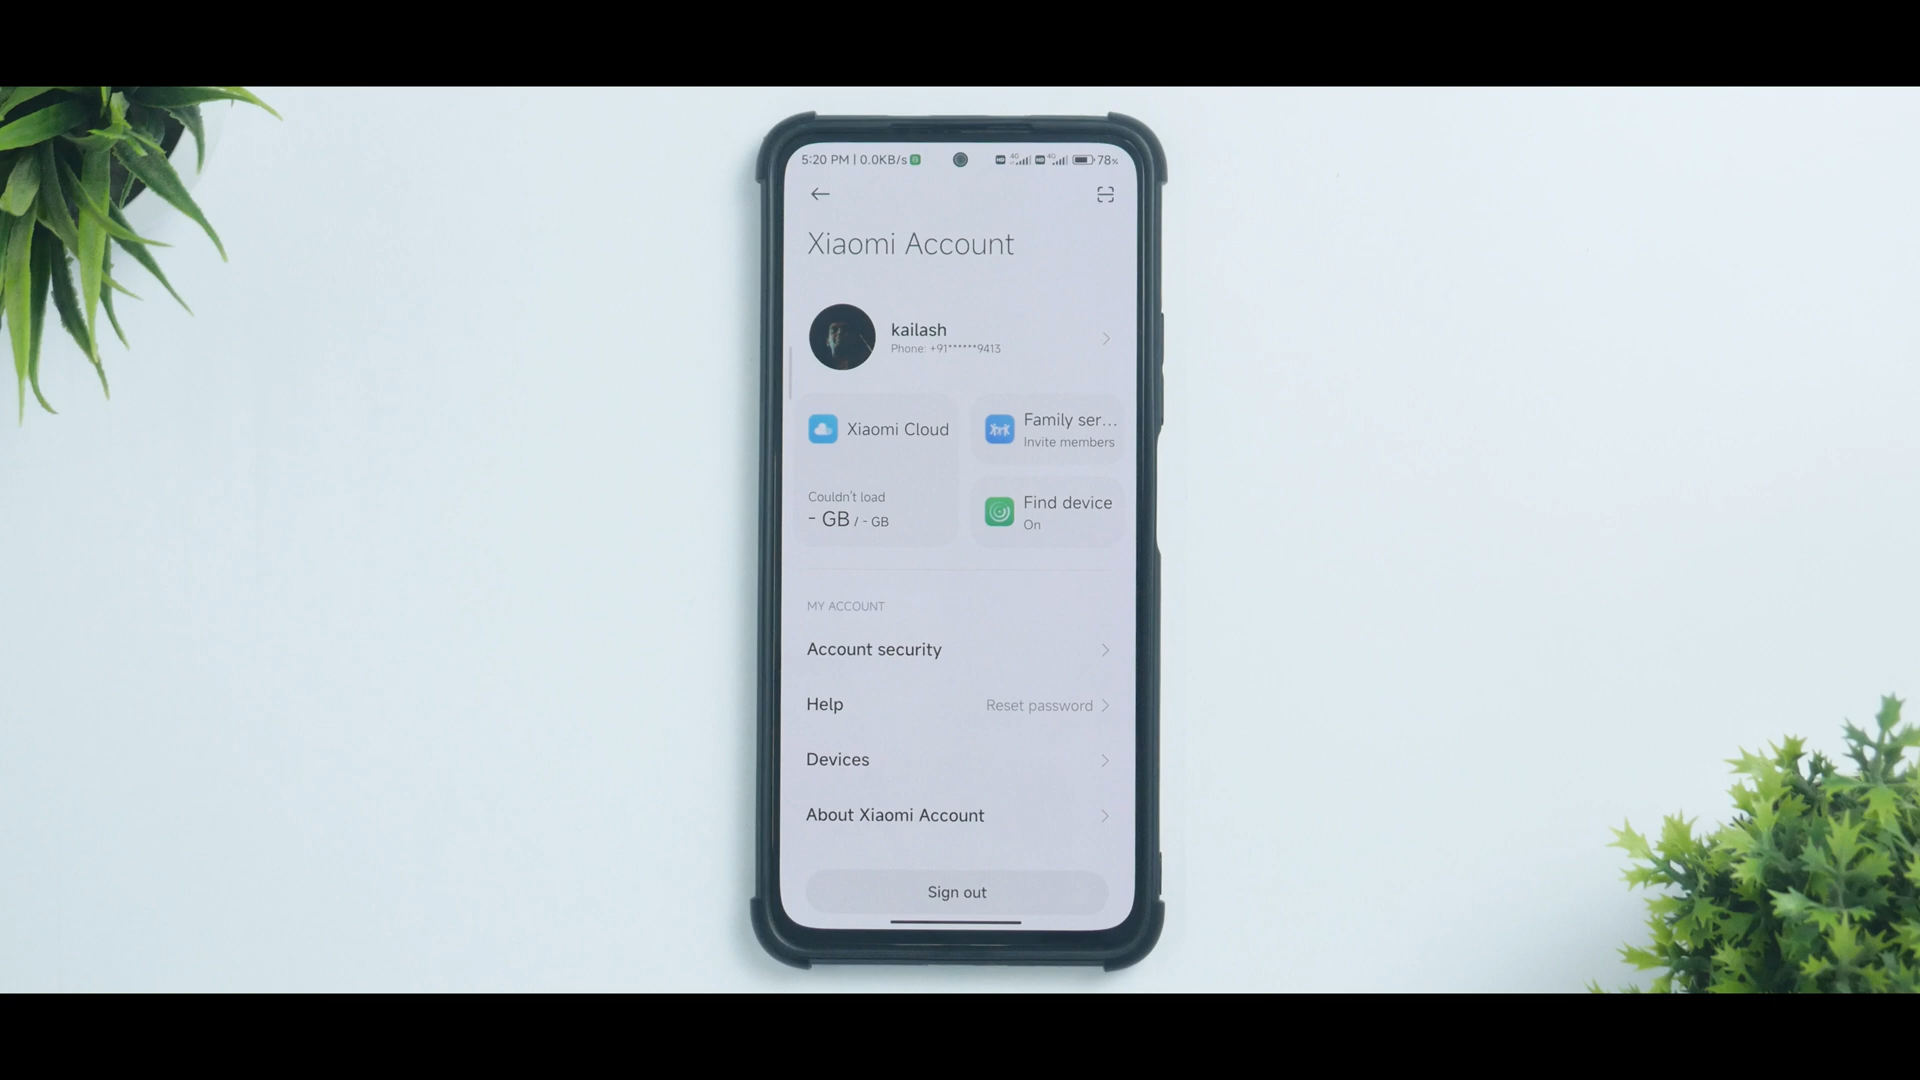 5:20 PM | 0.0KB/s
4G 4G 78%
Xiaomi Account
kailash
Phone: +91******9413
Xiaomi Cloud
Family ser...
Invite members
Couldn't load
- GB / - GB
Find device
On
MY ACCOUNT
Account security
Help
Reset password
Devices
About Xiaomi Account
Sign out